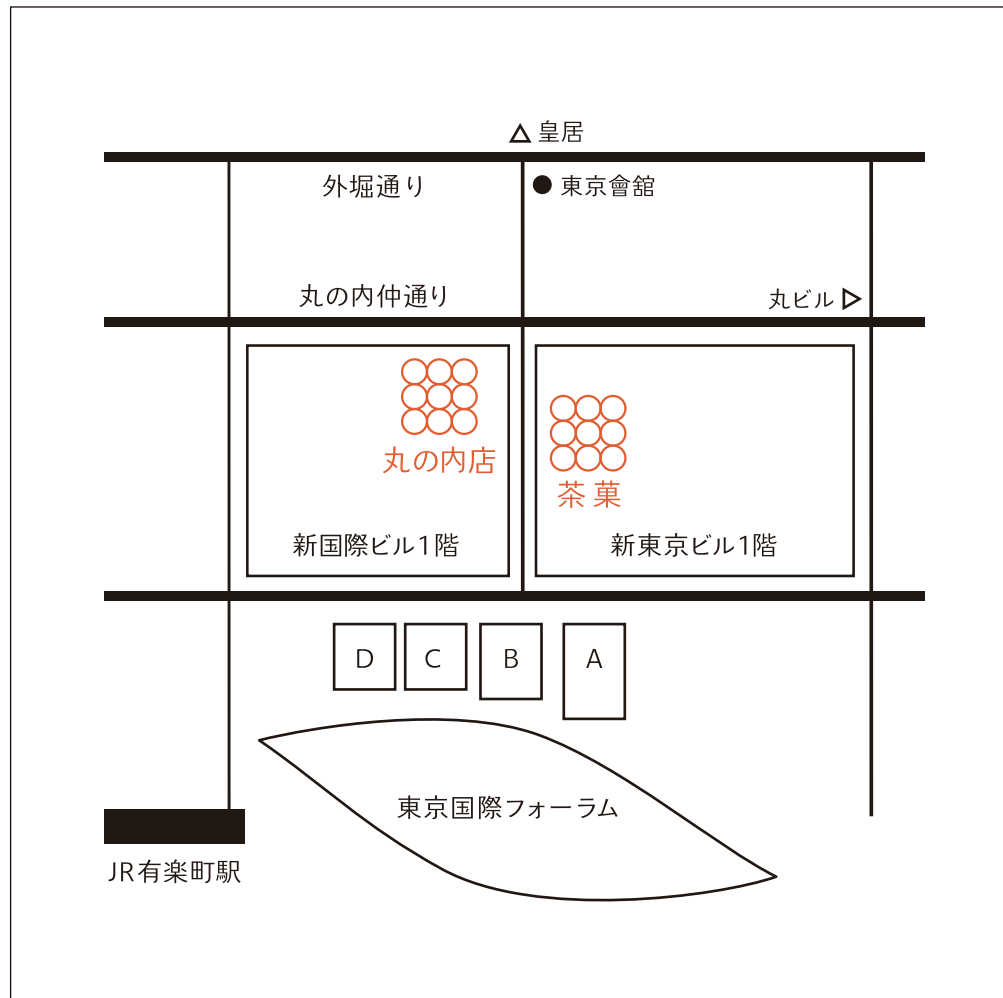 皇居
外堀通り
東京會舘
丸の内仲通り
丸ビル
丸の内店
茶菓
新国際ビル1階
新東京ビル1階
D
C
B
A
東京国際フォーラム
JR有楽町駅